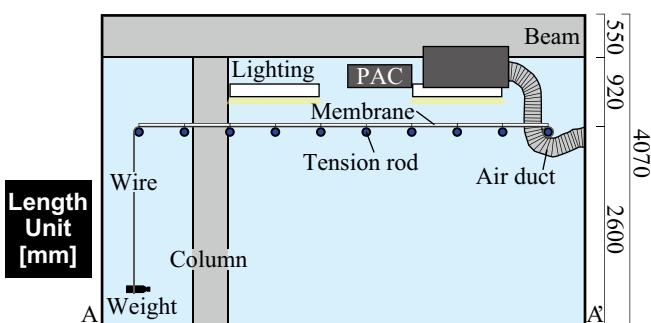 Beam
Lighting
PAC
Membrane
Tension rod
Air duct
Wire
Length
Unit
[mm]
Column
Weight
A
A'
550
920
2600
4070